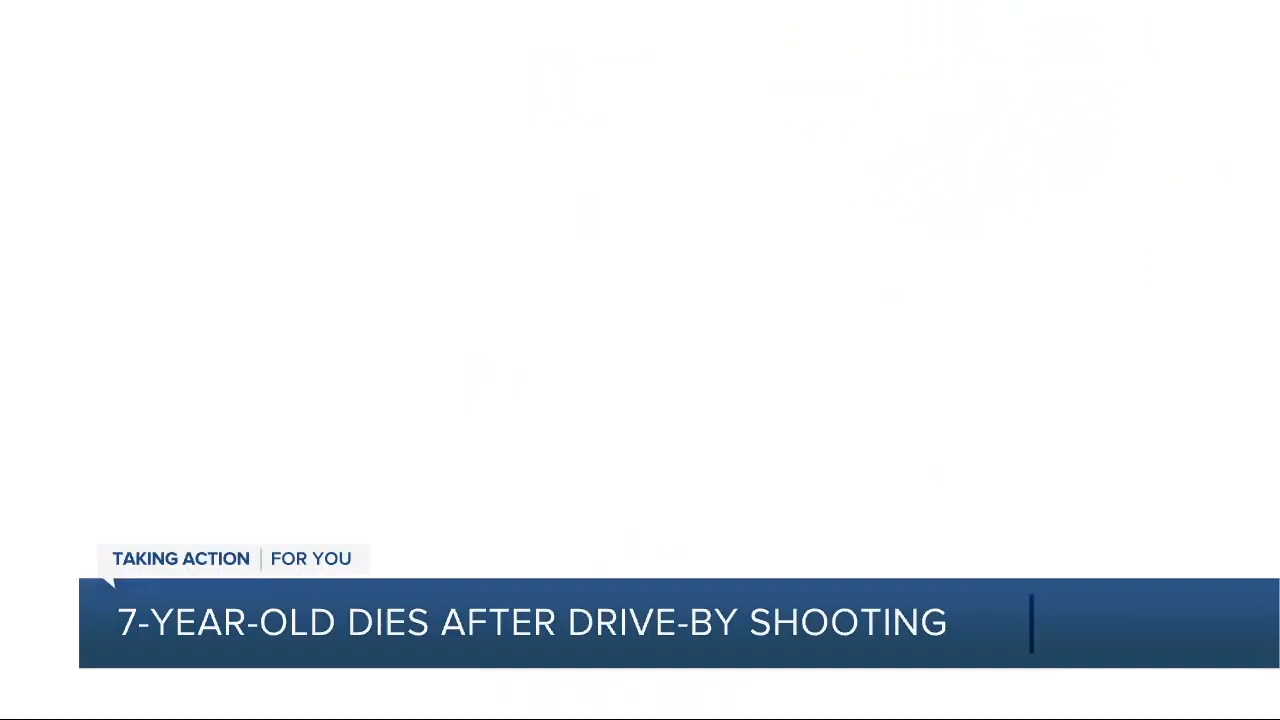 TAKING ACTION | FOR YOU
7-YEAR-OLD DIES AFTER DRIVE-BY SHOOTING